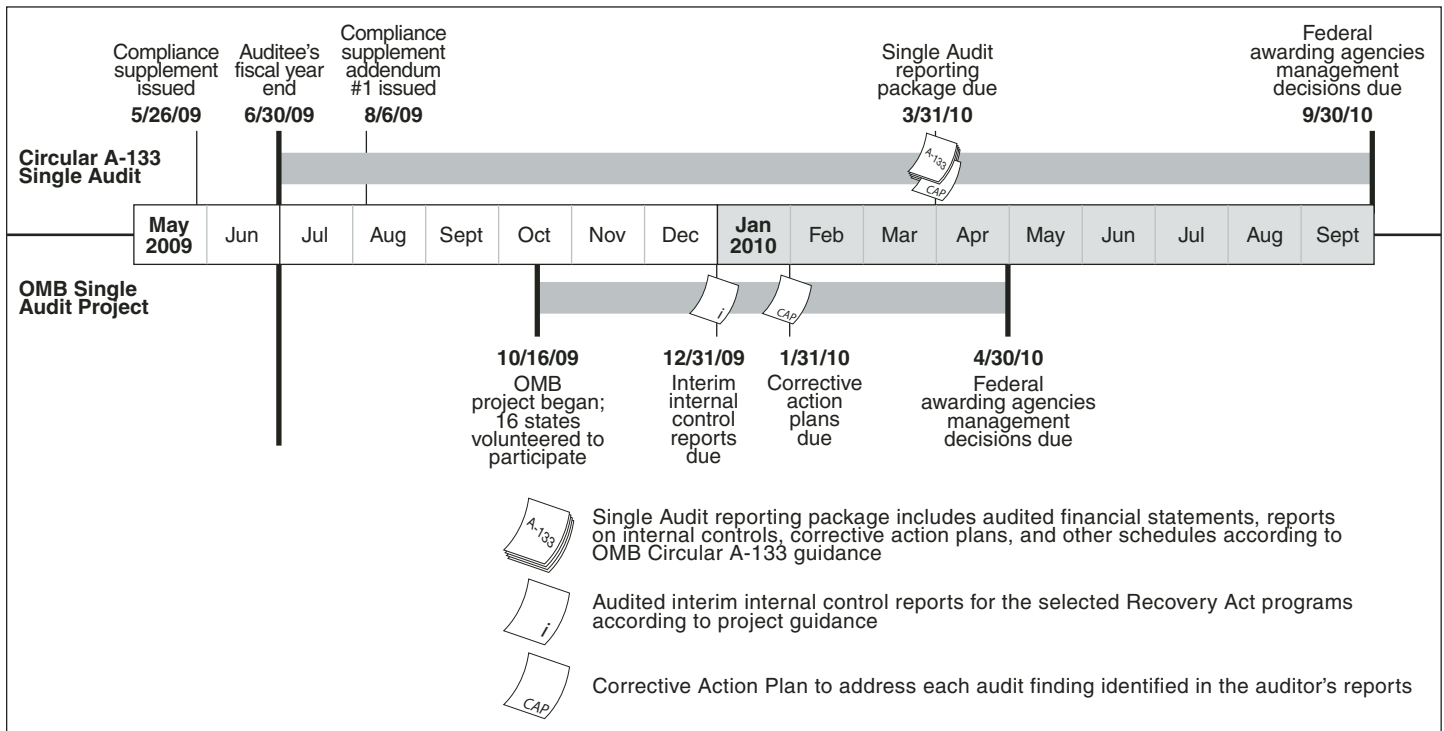 Compliance
supplement
issued
5/26/09
Auditee's
fiscal year
end
6/30/09
Compliance
supplement
addendum
#1 issued
8/6/09
Single Audit
reporting
package due
3/31/10
Federal
awarding agencies
management
decisions due
9/30/10
Circular A-133
Single Audit
A-133
CAP
May
2009
Jun
Jul
Aug
Sept
Oct
Nov
Dec
Jan
2010
Feb
Mar
Apr
May
Jun
Jul
Aug
Sept
OMB Single
Audit Project
i
CAP
10/16/09
OMB
project began;
16 states
volunteered to
participate
12/31/09
Interim
internal
control
reports
due
1/31/10
Corrective
action
plans
due
4/30/10
Federal
awarding agencies
management
decisions due
A-133
Single Audit reporting package includes audited financial statements, reports
on internal controls, corrective action plans, and other schedules according to
OMB Circular A-133 guidance
i
Audited interim internal control reports for the selected Recovery Act programs
according to project guidance
CAP
Corrective Action Plan to address each audit finding identified in the auditor's reports